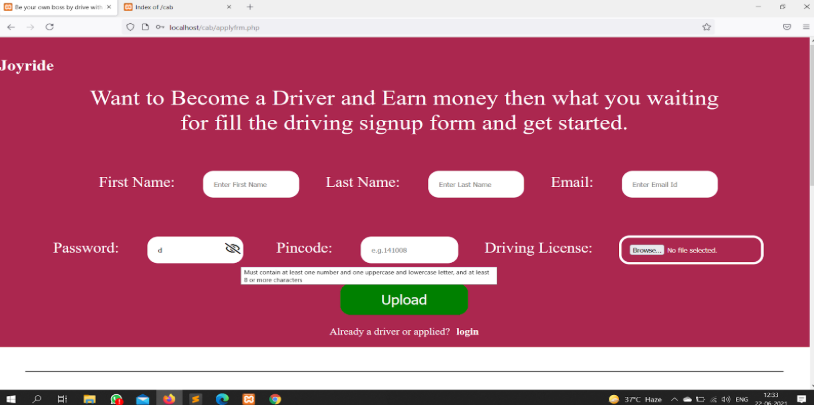 Be your own boss by drive with
Index of /cab
localhost/cab/applyfrm.php
Joyride
Want to Become a Driver and Earn money then what you waiting
for fill the driving signup form and get started.
First Name: Enter First Name Last Name: Enter Last Name Email: Enter Email Id
Password: d Pincode: e.g.141008 Driving License: Browse... No file selected.
Must contain at least one number and one uppercase and lowercase letter, and at least
8 or more characters
Upload
Already a driver or applied? login
37°C Haze ENG 12:33
22-06-2021